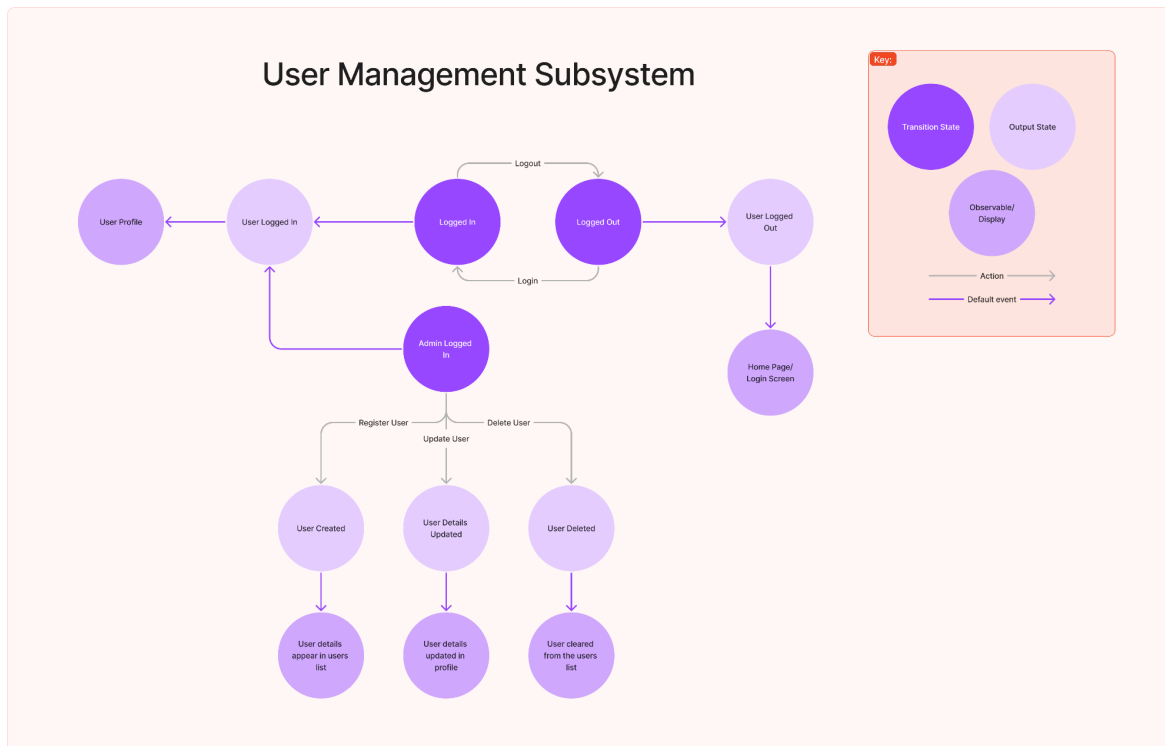 User Management Subsystem
Key:
Transition State
Output State
Observable/
Display
Action
Default event
Logout
User Profile
User Logged In
Logged In
Logged Out
User Logged
Out
Login
Admin Logged
In
Home Page/
Login Screen
Register User
Delete User
Update User
User Created
User Details
Updated
User Deleted
User details
appear in users
list
User details
updated in
profile
User cleared
from the users
list